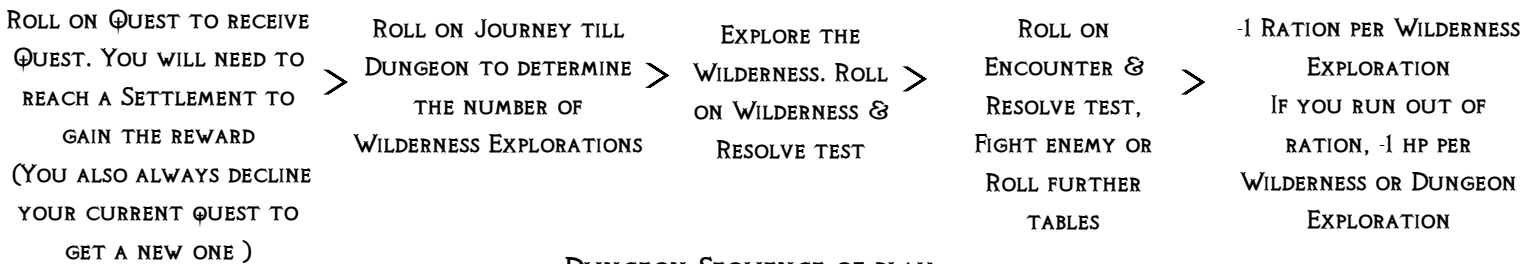 Roll on Quest to receive
Quest. You will need to
reach a Settlement to
gain the reward
(You also always decline
your current quest to
get a new one )
>
Roll on Journey till
Dungeon to determine
the number of
Wilderness Explorations
>
Explore the
Wilderness. Roll
on Wilderness &
Resolve test
>
Roll on
Encounter &
Resolve test,
Fight enemy or
Roll further
tables
>
-1 Ration per Wilderness
Exploration
If you run out of
ration, -1 hp per
Wilderness or Dungeon
Exploration
Dungeon Sequence of play